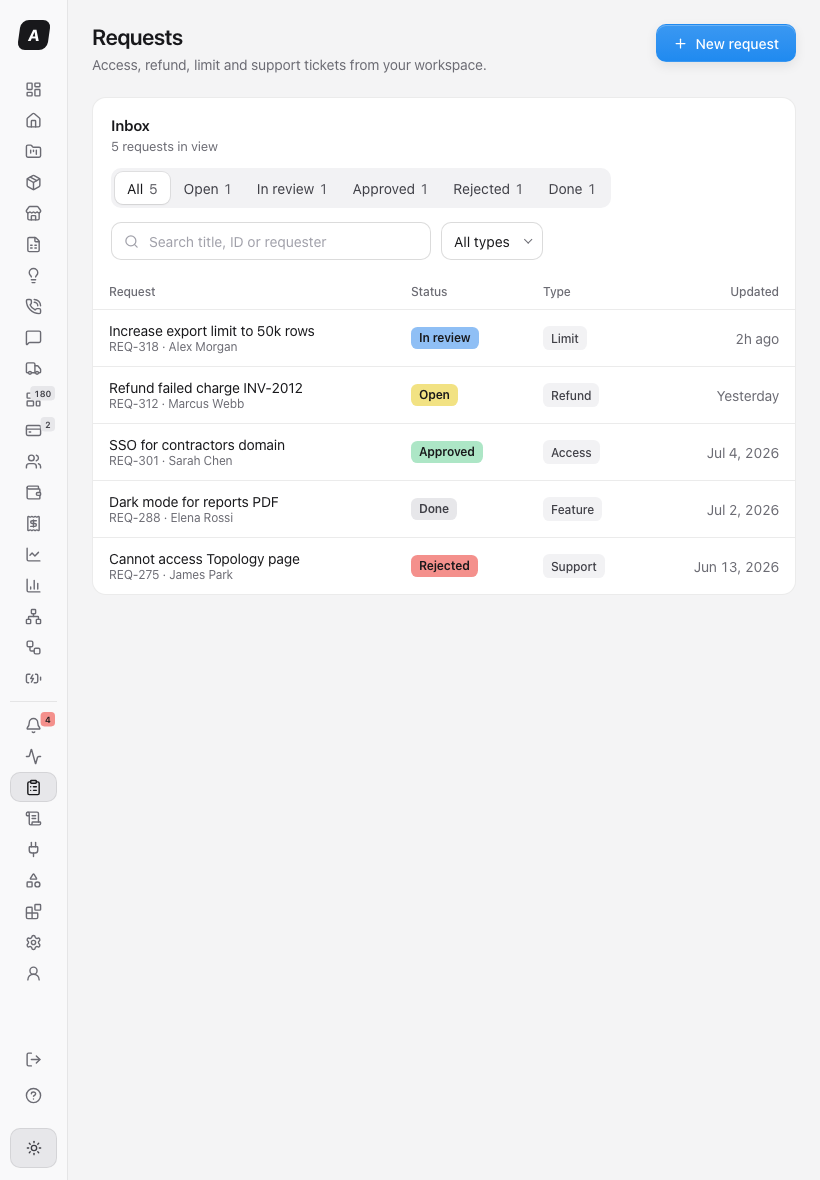 A
Requests
Access, refund, limit and support tickets from your workspace.
New request
Inbox
5 requests in view
All 5 Open 1 In review 1 Approved 1 Rejected 1 Done 1
Search title, ID or requester
All types
Request Status Type Updated
Increase export limit to 50k rows
REQ-318 · Alex Morgan
In review Limit 2h ago
Refund failed charge INV-2012
REQ-312 · Marcus Webb
Open Refund Yesterday
SSO for contractors domain
REQ-301 · Sarah Chen
Approved Access Jul 4, 2026
Dark mode for reports PDF
REQ-288 · Elena Rossi
Done Feature Jul 2, 2026
Cannot access Topology page
REQ-275 · James Park
Rejected Support Jun 13, 2026
180
2
4